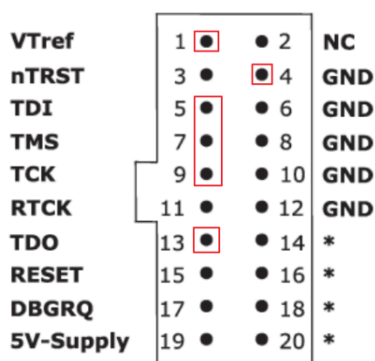 VTref 1 2 NC
nTRST 3 4 GND
TDI 5 6 GND
TMS 7 8 GND
TCK 9 10 GND
RTCK 11 12 GND
TDO 13 14 *
RESET 15 16 *
DBGRQ 17 18 *
5V-Supply 19 20 *